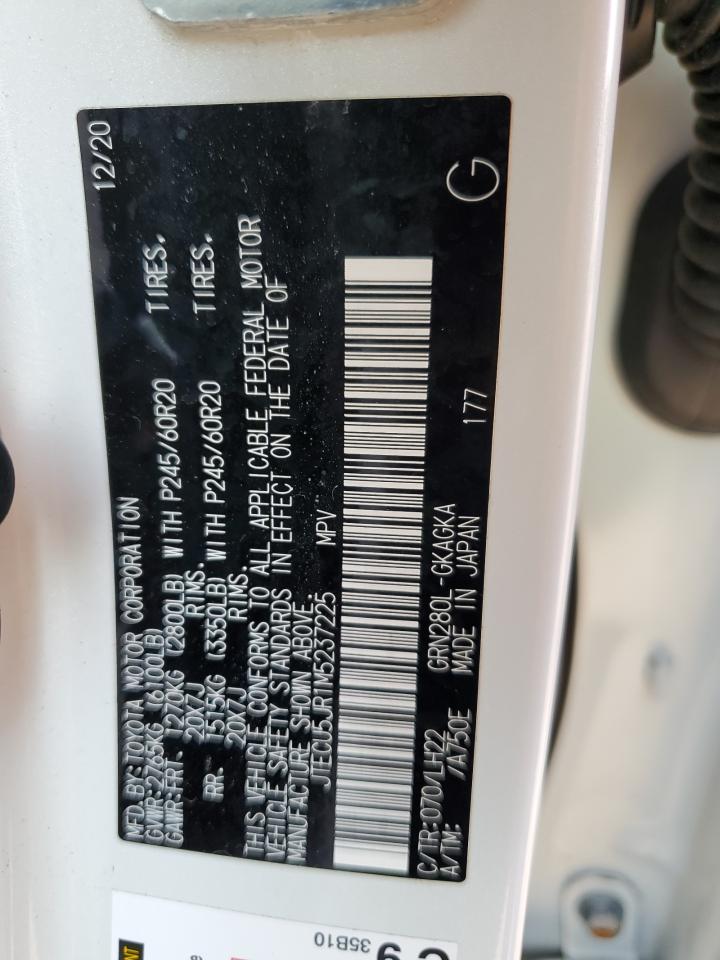 MFD.BY:TOYOTA MOTOR CORPORATION 12/20
GVWR:2765KG (6100LB)
GAWR:FRT. 1270KG (2800LB) WITH P245/60R20 TIRES.
20X7J RIMS.
RR. 1515KG (3350LB) WITH P245/60R20 TIRES.
20X7J RIMS.
THIS VEHICLE CONFORMS TO ALL APPLICABLE FEDERAL MOTOR
VEHICLE SAFETY STANDARDS IN EFFECT ON THE DATE OF
MANUFACTURE SHOWN ABOVE.
JTECU5JR1M5237225 MPV
C/TR:070/LH22 GRN280L-GKAGKA 177
A/TM: /A750E MADE IN JAPAN
G
35B10